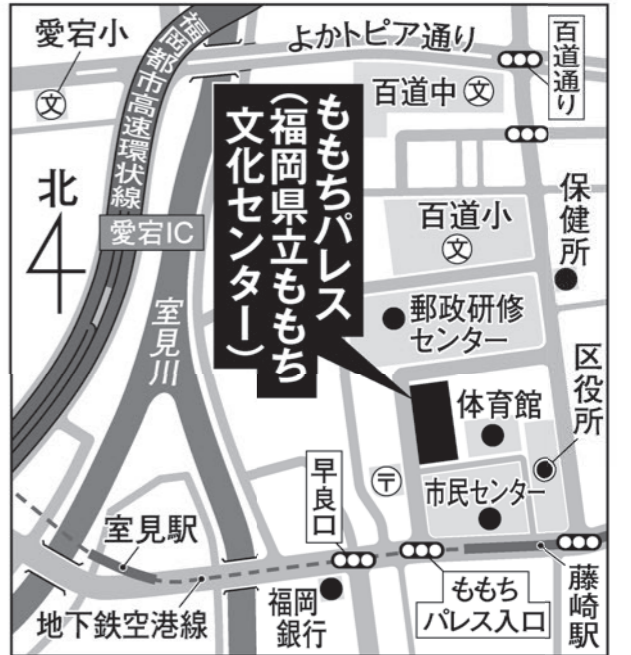 愛宕小
文
福岡都市高速環状線
よかトピア通り
百道通り
百道中
文
ももちパレス
(福岡県立ももち
文化センター)
北
愛宕IC
百道小
文
保健所
室見川
郵政研修
センター
体育館
区役所
早良口
〒
市民センター
室見駅
地下鉄空港線
福岡
銀行
ももち
パレス入口
藤崎駅